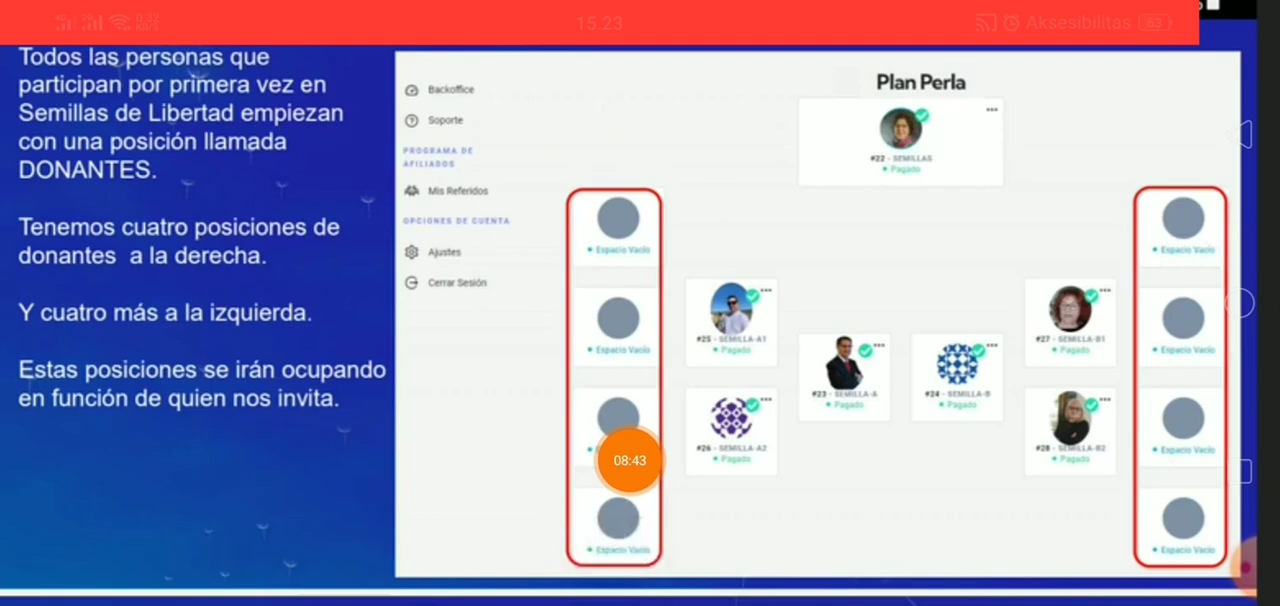 0.37
KB/S
15.23
Aksesibilitas
63
Todos las personas que
participan por primera vez en
Semillas de Libertad empiezan
con una posición llamada
DONANTES.
Tenemos cuatro posiciones de
donantes a la derecha.
Y cuatro más a la izquierda.
Estas posiciones se irán ocupando
en función de quien nos invita.
Backoffice
Soporte
PROGRAMA DE
AFILIADOS
Mis Referidos
OPCIONES DE CUENTA
Ajustes
Cerrar Sesión
Plan Perla
#22 - SEMILLAS
Pagado
Espacio Vacío
Espacio Vacío
Espacio Vacío
#25 - SEMILLA-A1
Pagado
#26 - SEMILLA-A2
Pagado
#23 - SEMILLA-A
Pagado
#24 - SEMILLA-B
Pagado
#27 - SEMILLA-B1
Pagado
#28 - SEMILLA-B2
Pagado
Espacio Vacío
Espacio Vacío
Espacio Vacío
Espacio Vacío
08:43